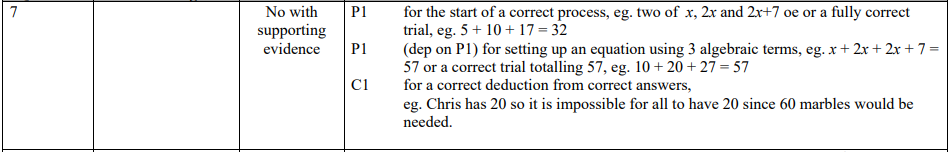 7 No with P1 for the start of a correct process, eg. two of x, 2x and 2x+7 oe or a fully correct
supporting trial, eg. 5 + 10 + 17 = 32
evidence P1 (dep on P1) for setting up an equation using 3 algebraic terms, eg. x + 2x + 2x + 7 =
57 or a correct trial totalling 57, eg. 10 + 20 + 27 = 57
C1 for a correct deduction from correct answers,
eg. Chris has 20 so it is impossible for all to have 20 since 60 marbles would be
needed.